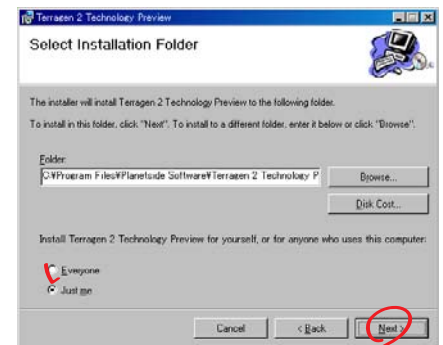 Terragen 2 Technology Preview
Select Installation Folder
The installer will install Terragen 2 Technology Preview to the following folder.
To install in this folder, click "Next". To install to a different folder, enter it below or click "Browse".
Folder:
C:¥Program Files¥Planetside Software¥Terragen 2 Technology P
Browse...
Disk Cost...
Install Terragen 2 Technology Preview for yourself, or for anyone who uses this computer:
Everyone
Just me
Cancel
< Back
Next >